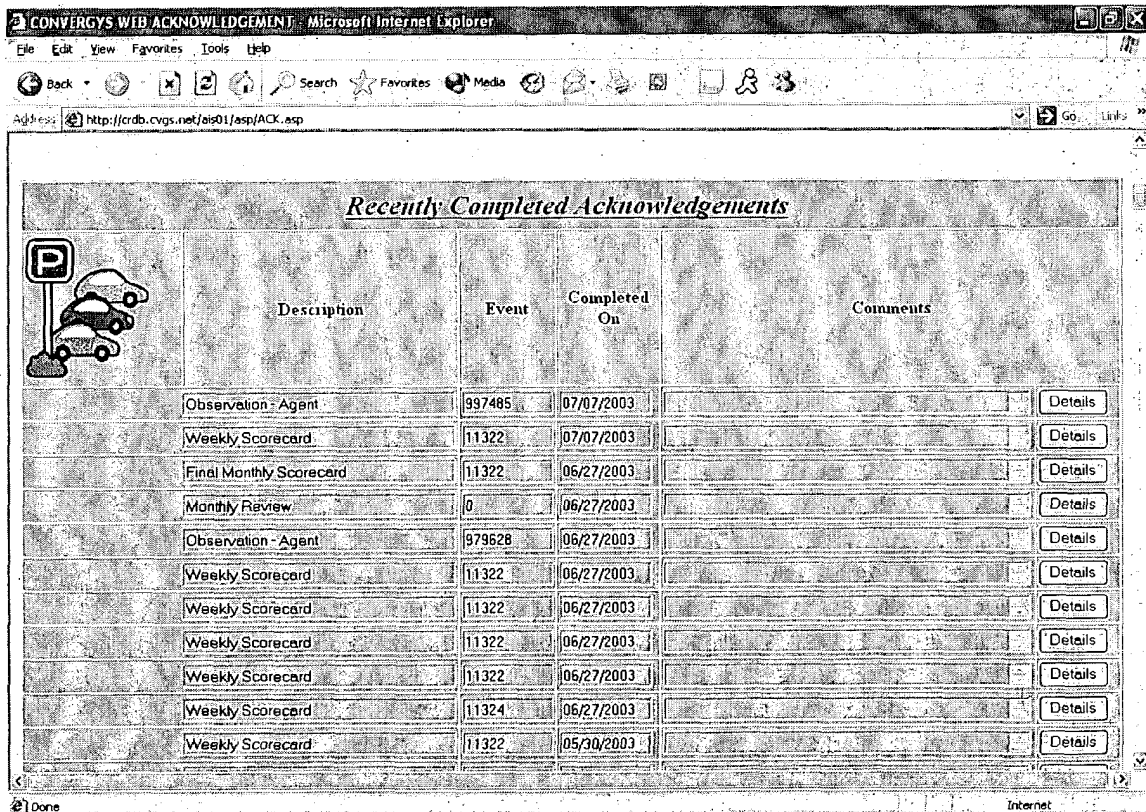 CONVERGYS WEB ACKNOWLEDGEMENT - Microsoft Internet Explorer
File Edit View Favorites Tools Help
Back Search Favorites Media
Address http://crdb.cvgs.net/ais01/asp/ACK.asp Go Links »
Recently Completed Acknowledgements
P
Description Event Completed On Comments
Observation - Agent 997485 07/07/2003 Details
Weekly Scorecard 11322 07/07/2003 Details
Final Monthly Scorecard 11322 06/27/2003 Details
Monthly Review 0 06/27/2003 Details
Observation - Agent 979628 06/27/2003 Details
Weekly Scorecard 11322 06/27/2003 Details
Weekly Scorecard 11322 06/27/2003 Details
Weekly Scorecard 11322 06/27/2003 Details
Weekly Scorecard 11322 06/27/2003 Details
Weekly Scorecard 11324 06/27/2003 Details
Weekly Scorecard 11322 05/30/2003 Details
Done Internet